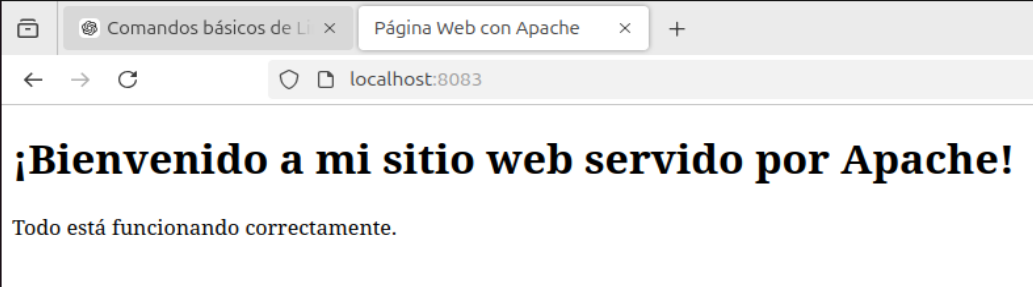 Comandos básicos de Li
Página Web con Apache
localhost:8083
¡Bienvenido a mi sitio web servido por Apache!
Todo está funcionando correctamente.